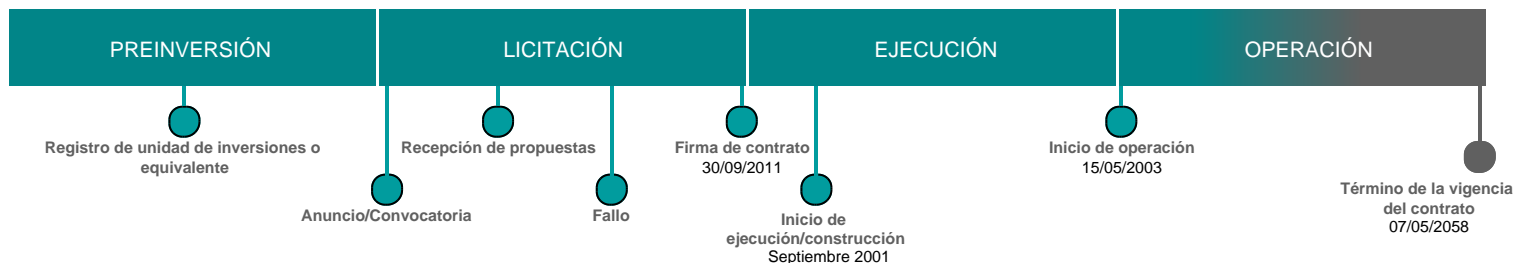 PREINVERSIÓN
LICITACIÓN
EJECUCIÓN
OPERACIÓN
Registro de unidad de inversiones o
equivalente
Anuncio/Convocatoria
Recepción de propuestas
Fallo
Firma de contrato
30/09/2011
Inicio de
ejecución/construcción
Septiembre 2001
Inicio de operación
15/05/2003
Término de la vigencia
del contrato
07/05/2058